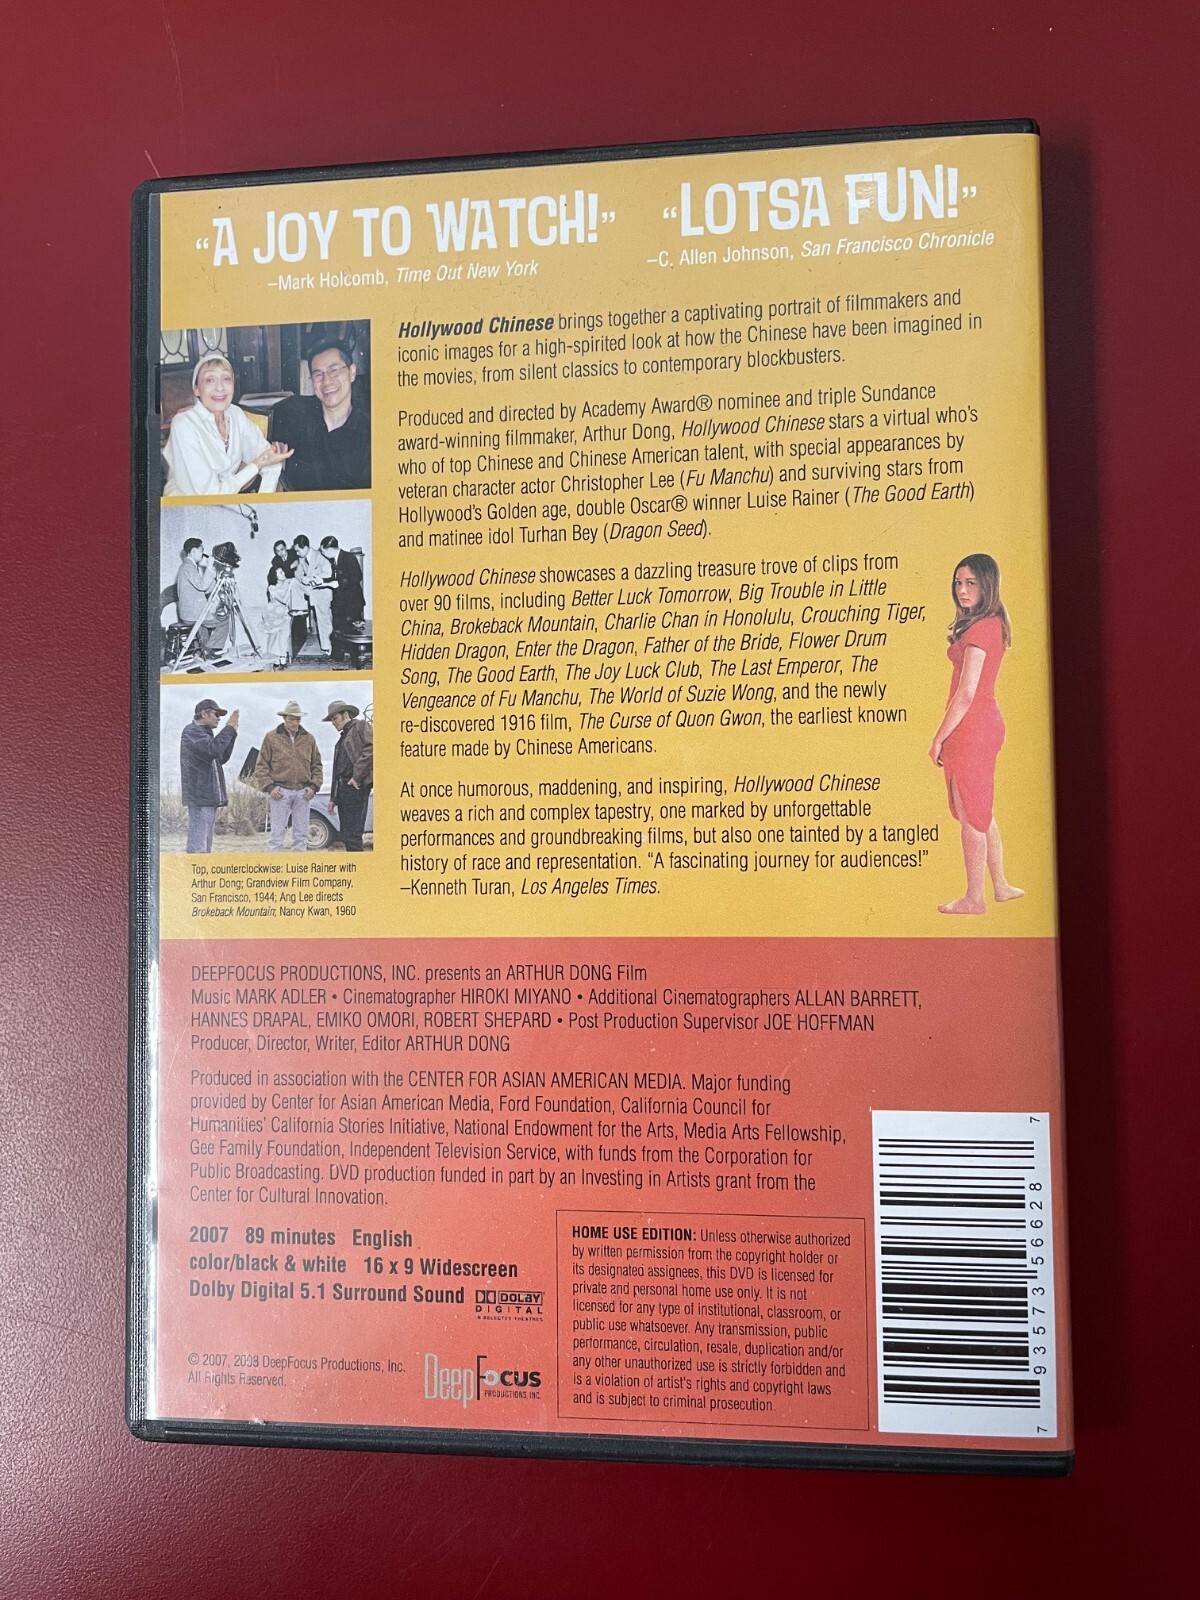 “A JOY TO WATCH!”
–Mark Holcomb, Time Out New York
“LOTSA FUN!”
–C. Allen Johnson, San Francisco Chronicle
Hollywood Chinese brings together a captivating portrait of filmmakers and
iconic images for a high-spirited look at how the Chinese have been imagined in
the movies, from silent classics to contemporary blockbusters.
Produced and directed by Academy Award® nominee and triple Sundance
award-winning filmmaker, Arthur Dong, Hollywood Chinese stars a virtual who's
who of top Chinese and Chinese American talent, with special appearances by
veteran character actor Christopher Lee (Fu Manchu) and surviving stars from
Hollywood's Golden age, double Oscar® winner Luise Rainer (The Good Earth)
and matinee idol Turhan Bey (Dragon Seed).
Hollywood Chinese showcases a dazzling treasure trove of clips from
over 90 films, including Better Luck Tomorrow, Big Trouble in Little
China, Brokeback Mountain, Charlie Chan in Honolulu, Crouching Tiger,
Hidden Dragon, Enter the Dragon, Father of the Bride, Flower Drum
Song, The Good Earth, The Joy Luck Club, The Last Emperor, The
Vengeance of Fu Manchu, The World of Suzie Wong, and the newly
re-discovered 1916 film, The Curse of Quon Gwon, the earliest known
feature made by Chinese Americans.
At once humorous, maddening, and inspiring, Hollywood Chinese
weaves a rich and complex tapestry, one marked by unforgettable
performances and groundbreaking films, but also one tainted by a tangled
history of race and representation. “A fascinating journey for audiences!”
–Kenneth Turan, Los Angeles Times.
Top, counterclockwise: Luise Rainer with
Arthur Dong; Grandview Film Company,
San Francisco, 1944; Ang Lee directs
Brokeback Mountain; Nancy Kwan, 1960
DEEPFOCUS PRODUCTIONS, INC. presents an ARTHUR DONG Film
Music MARK ADLER • Cinematographer HIROKI MIYANO • Additional Cinematographers ALLAN BARRETT,
HANNES DRAPAL, EMIKO OMORI, ROBERT SHEPARD • Post Production Supervisor JOE HOFFMAN
Producer, Director, Writer, Editor ARTHUR DONG
Produced in association with the CENTER FOR ASIAN AMERICAN MEDIA. Major funding
provided by Center for Asian American Media, Ford Foundation, California Council for
Humanities' California Stories Initiative, National Endowment for the Arts, Media Arts Fellowship,
Gee Family Foundation, Independent Television Service, with funds from the Corporation for
Public Broadcasting. DVD production funded in part by an Investing in Artists grant from the
Center for Cultural Innovation.
2007 89 minutes English
color/black & white 16 x 9 Widescreen
Dolby Digital 5.1 Surround Sound
DOLBY
DIGITAL
IN SELECTED THEATRES
© 2007, 2008 DeepFocus Productions, Inc.
All Rights Reserved.
DeepFocus
PRODUCTIONS, INC.
HOME USE EDITION: Unless otherwise authorized
by written permission from the copyright holder or
its designated assignees, this DVD is licensed for
private and personal home use only. It is not
licensed for any type of institutional, classroom, or
public use whatsoever. Any transmission, public
performance, circulation, resale, duplication and/or
any other unauthorized use is strictly forbidden and
is a violation of artist's rights and copyright laws
and is subject to criminal prosecution.
7 93573 56628 7